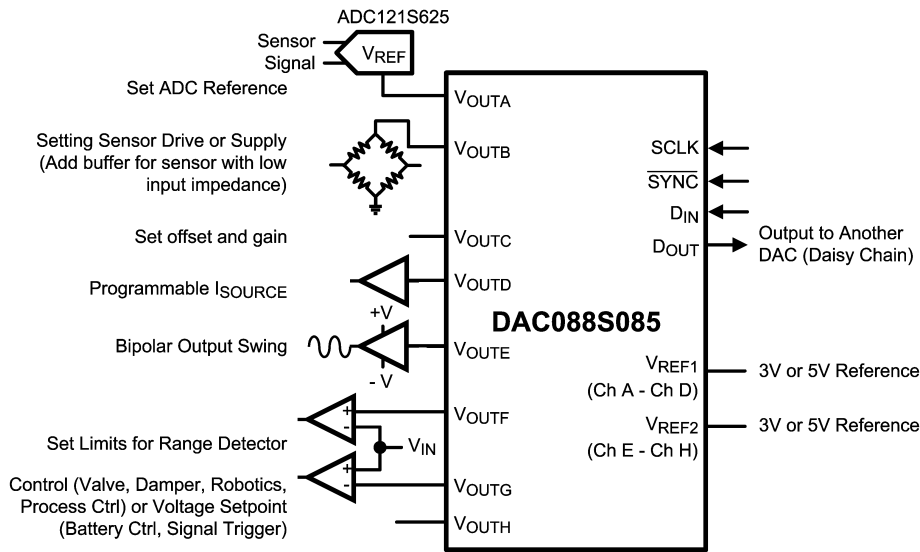 ADC121S625
Sensor
Signal
VREF
Set ADC Reference
VOUTA
Setting Sensor Drive or Supply
(Add buffer for sensor with low
input impedance)
VOUTB
Set offset and gain
VOUTC
Programmable ISOURCE
VOUTD
+V
Bipolar Output Swing
- V
VOUTE
+
-
VOUTF
Set Limits for Range Detector
VIN
+
-
VOUTG
Control (Valve, Damper, Robotics,
Process Ctrl) or Voltage Setpoint
(Battery Ctrl, Signal Trigger)
VOUTH
DAC088S085
SCLK
SYNC
DIN
DOUT
Output to Another
DAC (Daisy Chain)
VREF1
(Ch A - Ch D)
3V or 5V Reference
VREF2
(Ch E - Ch H)
3V or 5V Reference